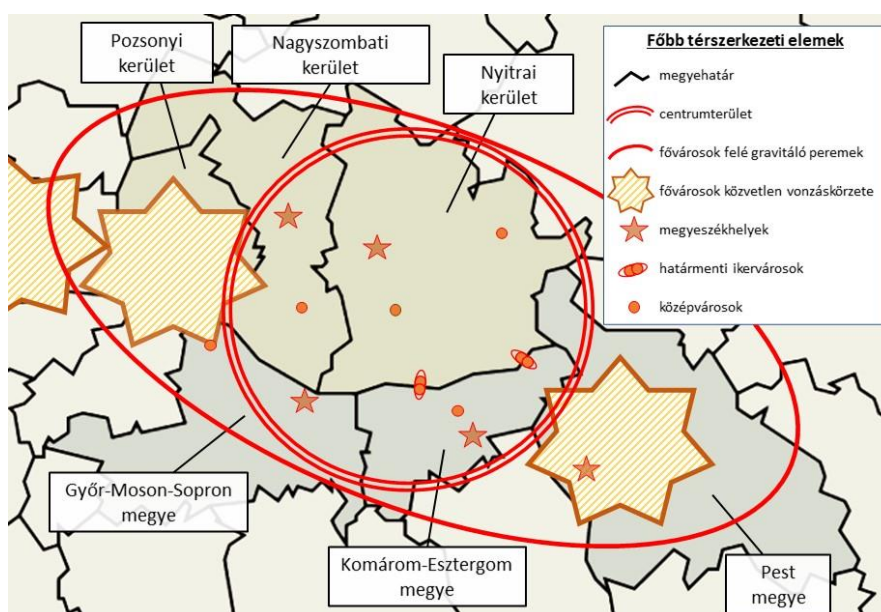 Pozsonyi
kerület
Nagyszombati
kerület
Nyitrai
kerület
Főbb térszerkezeti elemek
megyehatár
centrumterület
fővárosok felé gravitáló peremek
fővárosok közvetlen vonzáskörzete
megyeszékhelyek
határmenti ikervárosok
középvárosok
Győr-Moson-Sopron
megye
Komárom-Esztergom
megye
Pest
megye